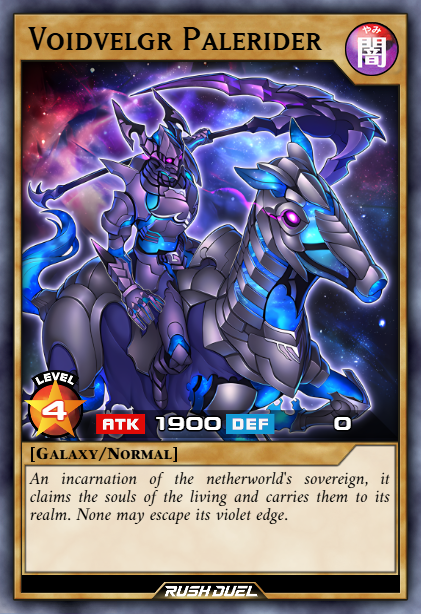 Voidvelgr Palerider
やみ
闇
LEVEL
4
ATK 1900 DEF 0
[Galaxy/Normal]
An incarnation of the netherworld's sovereign, it
claims the souls of the living and carries them to its
realm. None may escape its violet edge.
RUSH DUEL